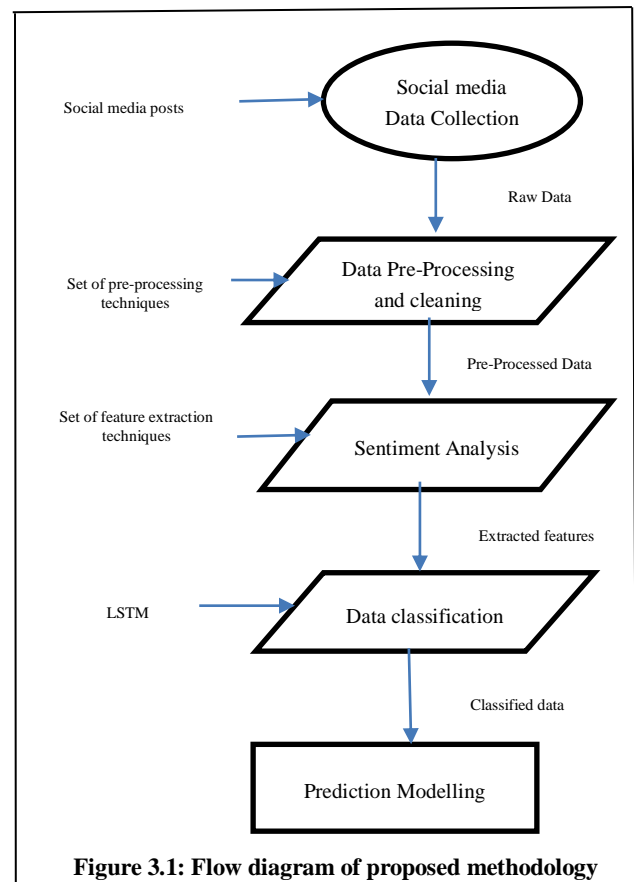 Social media
Data Collection
Social media posts
Raw Data
Data Pre-Processing
and cleaning
Set of pre-processing
techniques
Pre-Processed Data
Set of feature extraction
techniques
Sentiment Analysis
Extracted features
LSTM
Data classification
Classified data
Prediction Modelling
Figure 3.1: Flow diagram of proposed methodology